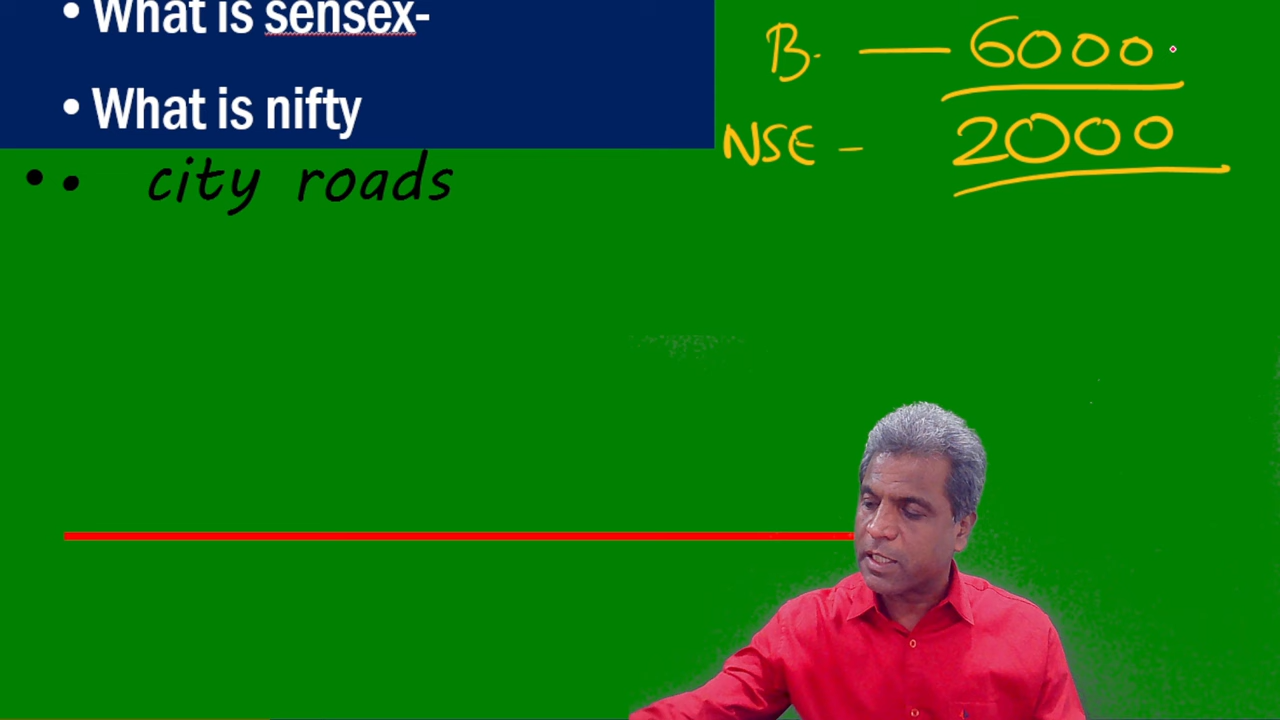 • What is sensex-
• What is nifty
• • city roads
B. — 6000
NSE - 2000